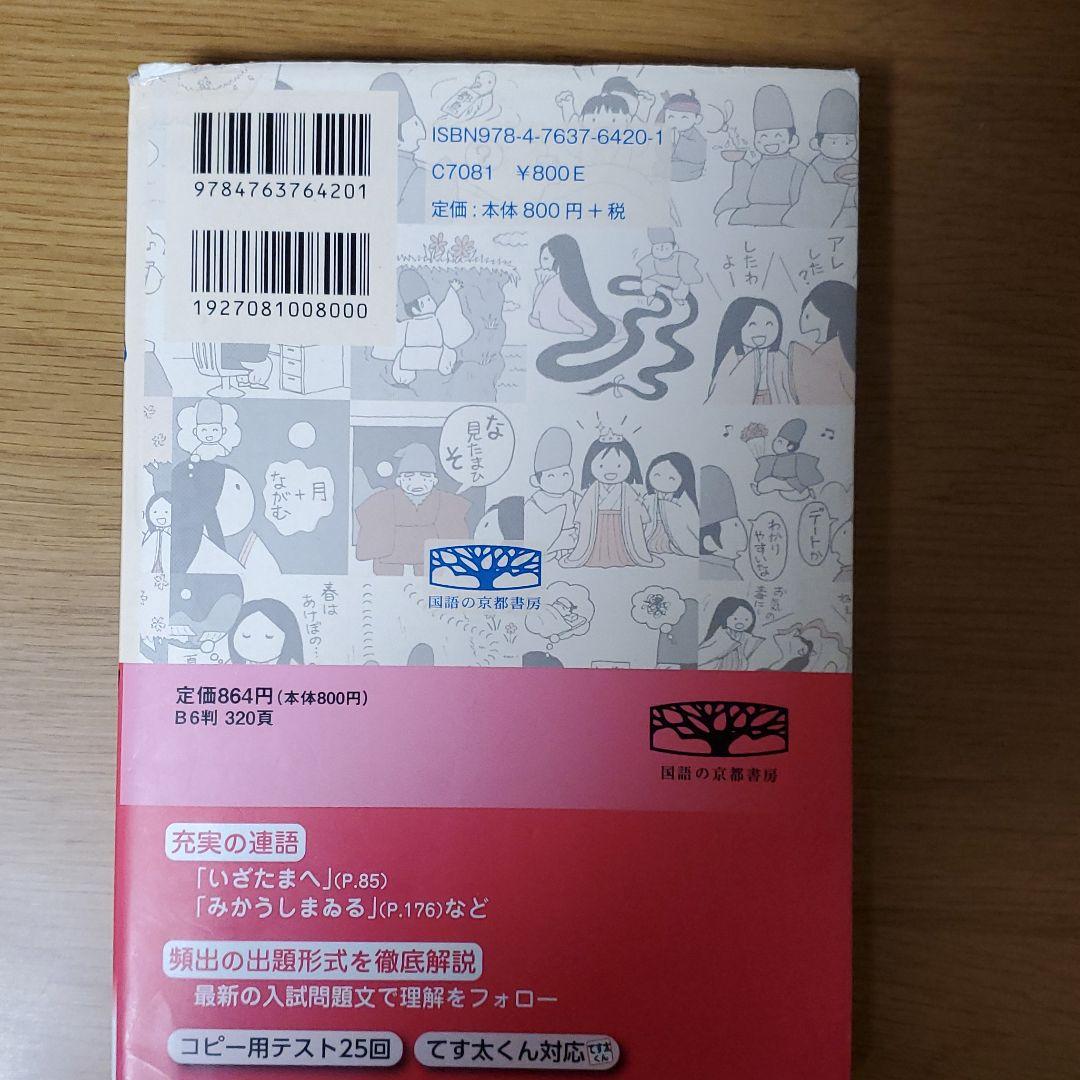 9784763764201
1927081008000
ISBN978-4-7637-6420-1
C7081 ¥800E
定価:本体800円+税
アレ
した?
したわ
よ
な
見たまひ
そ
月
+
ながむ
デートか
わかり
やすいな
春は
あけぼの…
国語の京都書房
定価864円(本体800円)
B6判 320頁
国語の京都書房
充実の連語
「いざたまへ」(P.85)
「みかうしまゐる」(P.176)など
頻出の出題形式を徹底解説
最新の入試問題文で理解をフォロー
コピー用テスト25回
てす太くん対応
てす太
くん